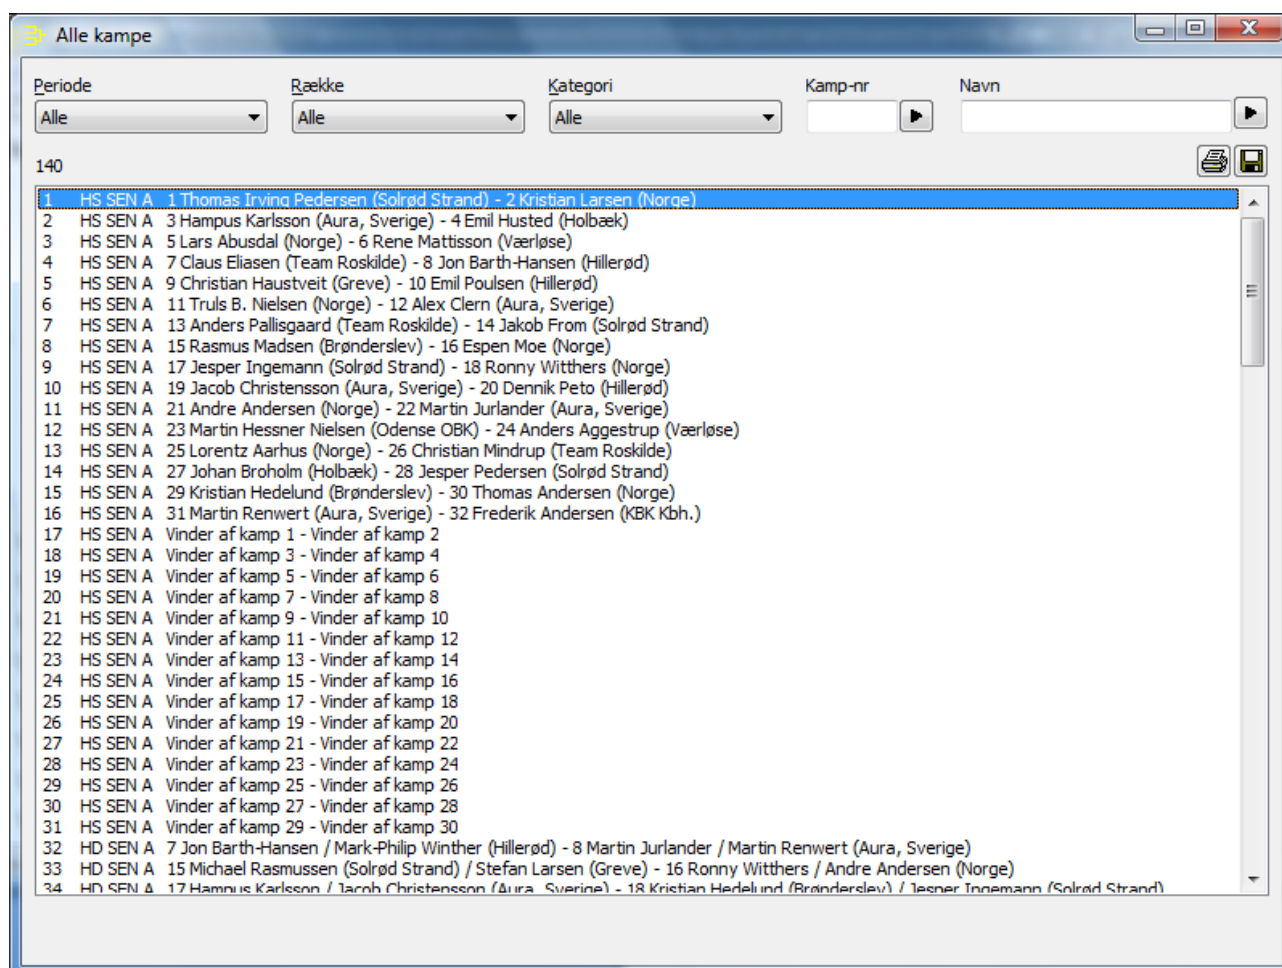 Alle kampe
Periode Række Kategori Kamp-nr Navn
Alle Alle Alle
140
1 HS SEN A 1 Thomas Irving Pedersen (Solrød Strand) - 2 Kristian Larsen (Norge)
2 HS SEN A 3 Hampus Karlsson (Aura, Sverige) - 4 Emil Husted (Holbæk)
3 HS SEN A 5 Lars Abusdal (Norge) - 6 Rene Mattisson (Værløse)
4 HS SEN A 7 Claus Eliasen (Team Roskilde) - 8 Jon Barth-Hansen (Hillerød)
5 HS SEN A 9 Christian Haustveit (Greve) - 10 Emil Poulsen (Hillerød)
6 HS SEN A 11 Truls B. Nielsen (Norge) - 12 Alex Clern (Aura, Sverige)
7 HS SEN A 13 Anders Pallisgaard (Team Roskilde) - 14 Jakob From (Solrød Strand)
8 HS SEN A 15 Rasmus Madsen (Brønderslev) - 16 Espen Moe (Norge)
9 HS SEN A 17 Jesper Ingemann (Solrød Strand) - 18 Ronny Witthers (Norge)
10 HS SEN A 19 Jacob Christensson (Aura, Sverige) - 20 Dennik Peto (Hillerød)
11 HS SEN A 21 Andre Andersen (Norge) - 22 Martin Jurlander (Aura, Sverige)
12 HS SEN A 23 Martin Hessner Nielsen (Odense OBK) - 24 Anders Aggestrup (Værløse)
13 HS SEN A 25 Lorentz Aarhus (Norge) - 26 Christian Mindrup (Team Roskilde)
14 HS SEN A 27 Johan Broholm (Holbæk) - 28 Jesper Pedersen (Solrød Strand)
15 HS SEN A 29 Kristian Hedelund (Brønderslev) - 30 Thomas Andersen (Norge)
16 HS SEN A 31 Martin Renwert (Aura, Sverige) - 32 Frederik Andersen (KBK Kbh.)
17 HS SEN A Vinder af kamp 1 - Vinder af kamp 2
18 HS SEN A Vinder af kamp 3 - Vinder af kamp 4
19 HS SEN A Vinder af kamp 5 - Vinder af kamp 6
20 HS SEN A Vinder af kamp 7 - Vinder af kamp 8
21 HS SEN A Vinder af kamp 9 - Vinder af kamp 10
22 HS SEN A Vinder af kamp 11 - Vinder af kamp 12
23 HS SEN A Vinder af kamp 13 - Vinder af kamp 14
24 HS SEN A Vinder af kamp 15 - Vinder af kamp 16
25 HS SEN A Vinder af kamp 17 - Vinder af kamp 18
26 HS SEN A Vinder af kamp 19 - Vinder af kamp 20
27 HS SEN A Vinder af kamp 21 - Vinder af kamp 22
28 HS SEN A Vinder af kamp 23 - Vinder af kamp 24
29 HS SEN A Vinder af kamp 25 - Vinder af kamp 26
30 HS SEN A Vinder af kamp 27 - Vinder af kamp 28
31 HS SEN A Vinder af kamp 29 - Vinder af kamp 30
32 HD SEN A 7 Jon Barth-Hansen / Mark-Philip Winther (Hillerød) - 8 Martin Jurlander / Martin Renwert (Aura, Sverige)
33 HD SEN A 15 Michael Rasmussen (Solrød Strand) / Stefan Larsen (Greve) - 16 Ronny Witthers / Andre Andersen (Norge)
34 HD SEN A 17 Hampus Karlsson / Jacob Christensson (Aura, Sverige) - 18 Kristian Hedelund (Brønderslev) / Jesper Ingemann (Solrød Strand)